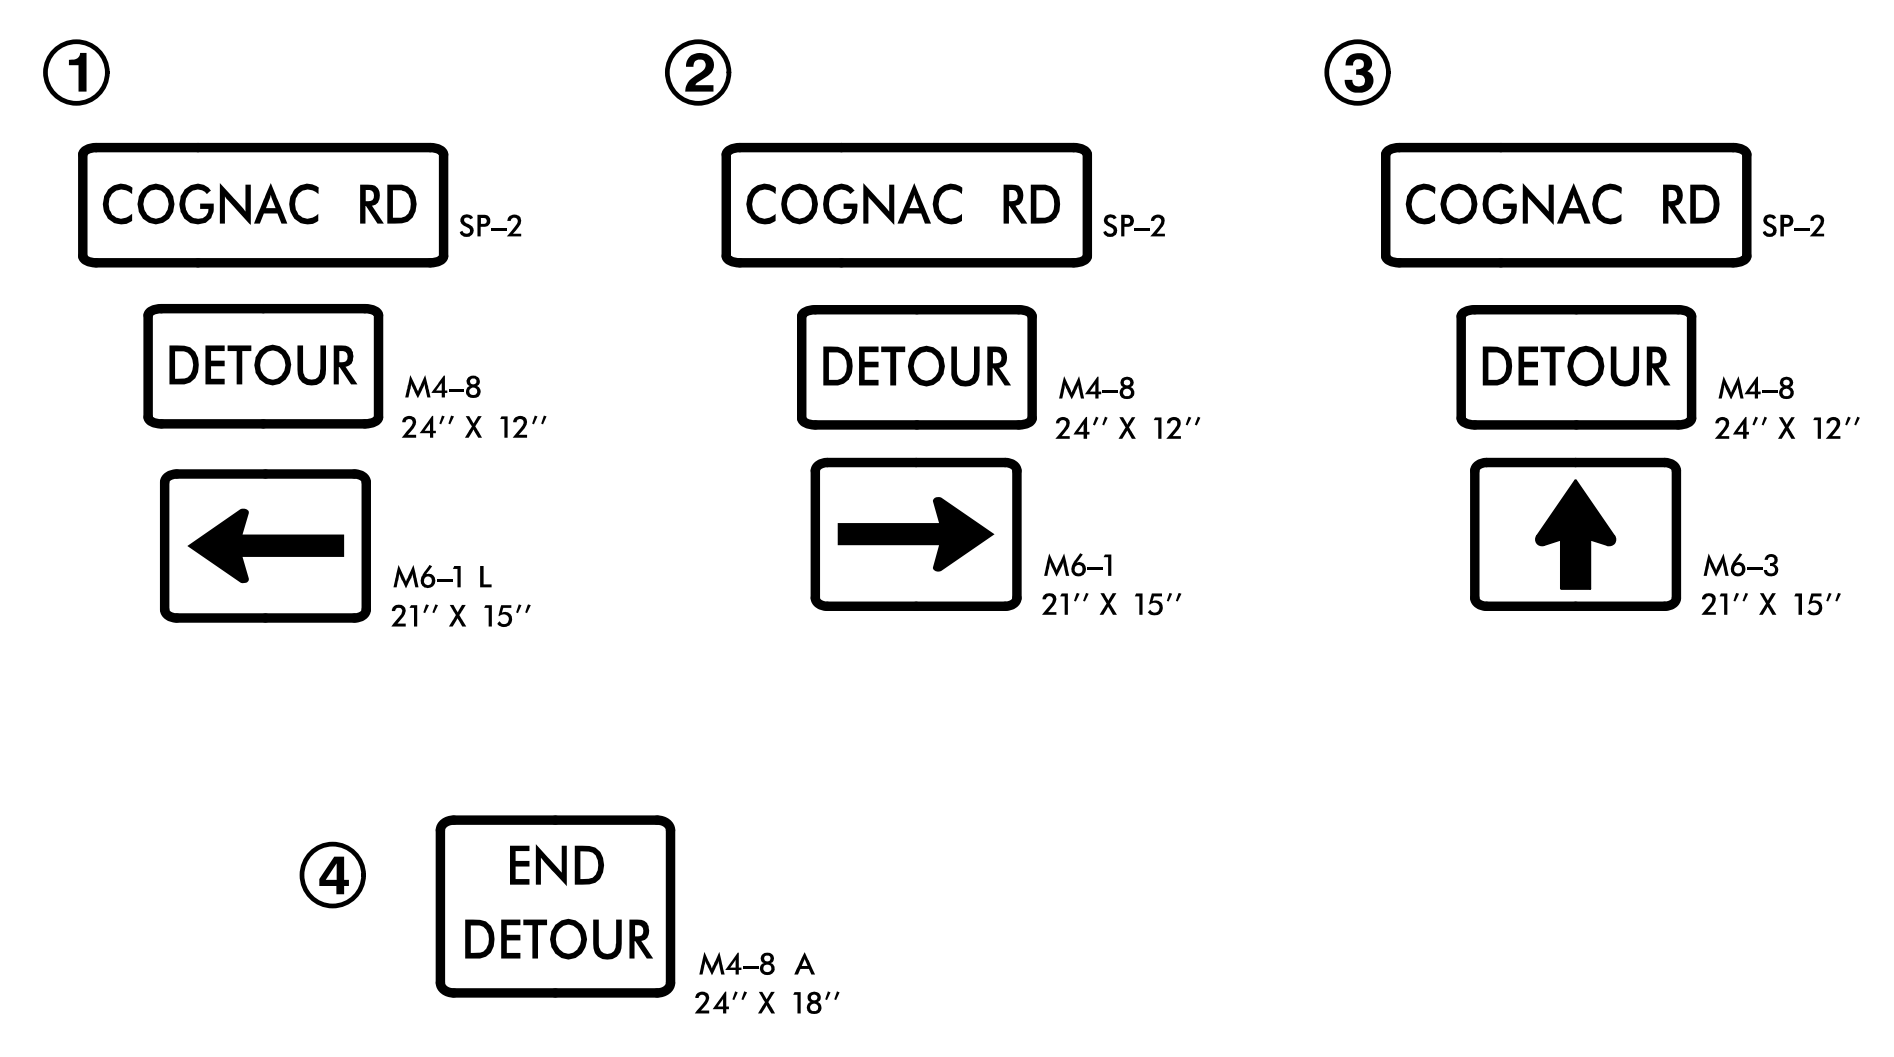 1
COGNAC RD
SP-2
DETOUR
M4-8
24'' X 12''
M6-1 L
21'' X 15''
2
COGNAC RD
SP-2
DETOUR
M4-8
24'' X 12''
M6-1
21'' X 15''
3
COGNAC RD
SP-2
DETOUR
M4-8
24'' X 12''
M6-3
21'' X 15''
4
END
DETOUR
M4-8 A
24'' X 18''